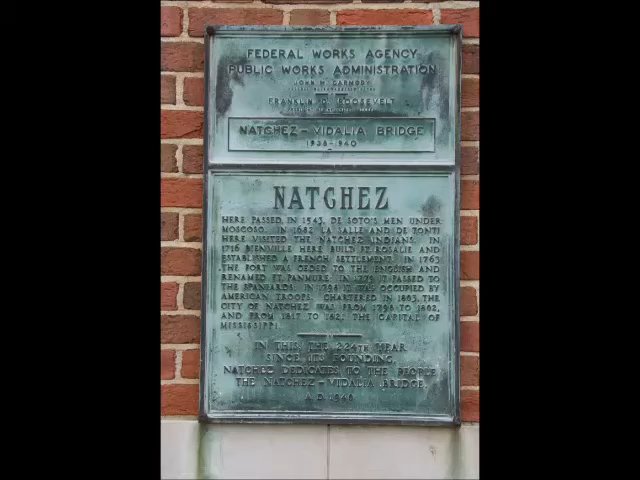 FEDERAL WORKS AGENCY
PUBLIC WORKS ADMINISTRATION
JOHN M. CARMODY
FRANKLIN D. ROOSEVELT
NATCHEZ - VIDALIA BRIDGE
1938-1940
NATCHEZ
HERE PASSED, IN 1543, DE SOTO'S MEN UNDER
MOSCOSO. IN 1682 LA SALLE AND DE TONTI
HERE VISITED THE NATCHEZ INDIANS. IN
1716 BIENVILLE HERE BUILT FT. ROSALIE AND
ESTABLISHED A FRENCH SETTLEMENT. IN 1763
THE FORT WAS CEDED TO THE ENGLISH AND
RENAMED FT. PANMURE. IN 1779 IT PASSED TO
THE SPANIARDS. IN 1798 IT WAS OCCUPIED BY
AMERICAN TROOPS. CHARTERED IN 1803, THE
CITY OF NATCHEZ WAS FROM 1798 TO 1802,
AND FROM 1817 TO 1821 THE CAPITAL OF
MISSISSIPPI.
IN THIS, THE 224TH YEAR
SINCE ITS FOUNDING,
NATCHEZ DEDICATES TO THE PEOPLE
THE NATCHEZ - VIDALIA BRIDGE.
A.D. 1940